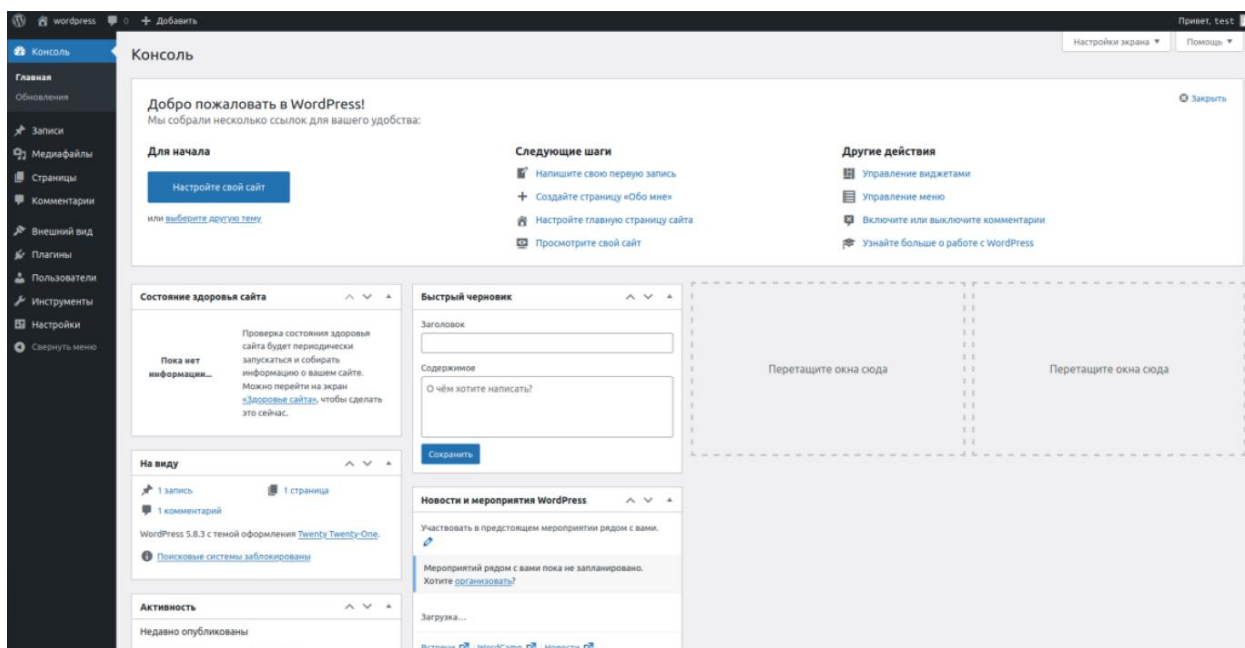 wordpress 0 + Добавить
Привет, test
Настройки экрана ▼
Помощь ▼
Консоль
Главная
Обновления
Записи
Медиафайлы
Страницы
Комментарии
Внешний вид
Плагины
Пользователи
Инструменты
Настройки
Свернуть меню
Консоль
Добро пожаловать в WordPress!
Мы собрали несколько ссылок для вашего удобства:
Закрыть
Для начала
Настройте свой сайт
или выберите другую тему
Следующие шаги
Напишите свою первую запись
Создайте страницу «Обо мне»
Настройте главную страницу сайта
Просмотрите свой сайт
Другие действия
Управление виджетами
Управление меню
Включите или выключите комментарии
Узнайте больше о работе с WordPress
Состояние здоровья сайта
Пока нет
информации...
Проверка состояния здоровья
сайта будет периодически
запускаться и собирать
информацию о вашем сайте.
Можно перейти на экран
«Здоровье сайта», чтобы сделать
это сейчас.
На виду
1 запись
1 страница
1 комментарий
WordPress 5.8.3 с темой оформления Twenty Twenty-One.
Поисковые системы заблокированы
Активность
Недавно опубликованы
Быстрый черновик
Заголовок
Содержимое
О чём хотите написать?
Сохранить
Новости и мероприятия WordPress
Участвовать в предстоящем мероприятии рядом с вами.
Мероприятий рядом с вами пока не запланировано.
Хотите организовать?
Загрузка...
Встречи WordCamp Новости
Перетащите окна сюда
Перетащите окна сюда